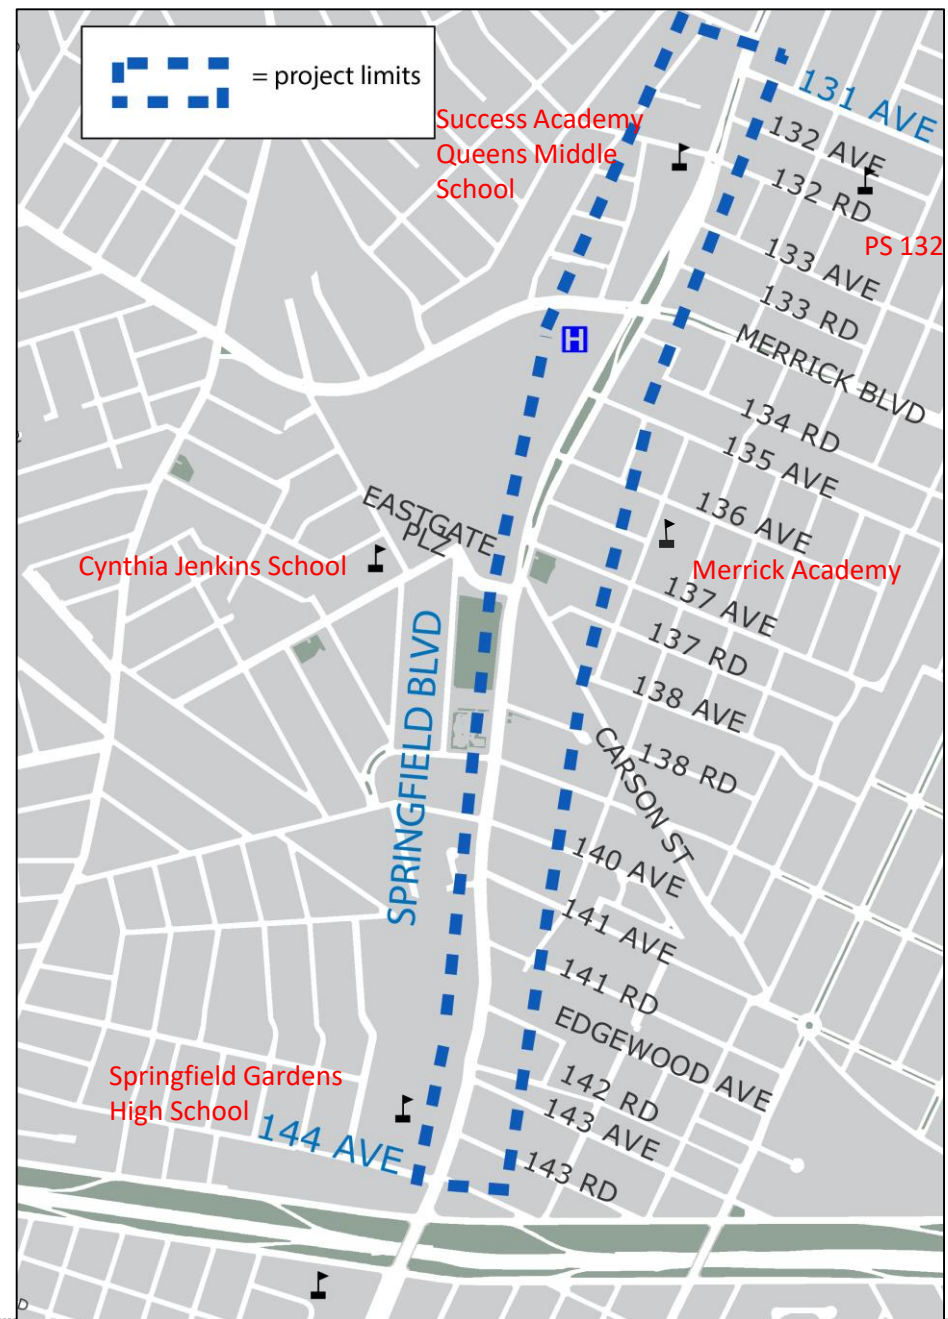 = project limits
131 AVE
Success Academy
Queens Middle
School
132 AVE
132 RD
PS 132
133 AVE
133 RD
H
MERRICK BLVD
134 RD
135 AVE
EASTGATE
PLZ
136 AVE
Cynthia Jenkins School
Merrick Academy
137 AVE
137 RD
SPRINGFIELD BLVD
138 AVE
138 RD
CARSON ST
140 AVE
141 AVE
141 RD
EDGEWOOD AVE
Springfield Gardens
High School
142 RD
143 AVE
144 AVE
143 RD
D